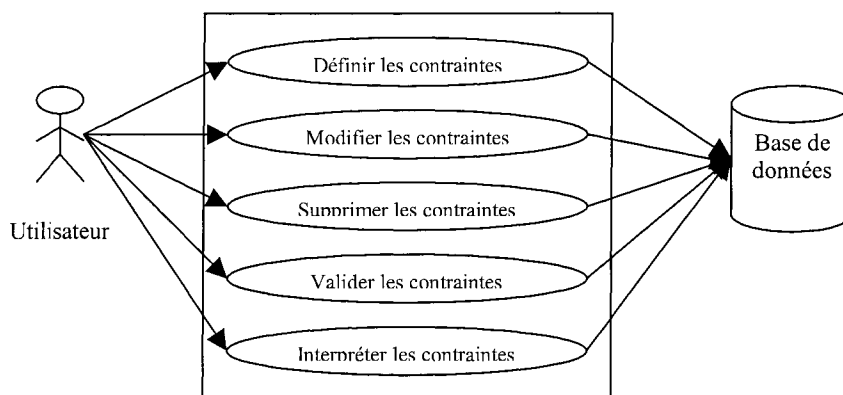 Définir les contraintes
Modifier les contraintes
Supprimer les contraintes
Valider les contraintes
Interpréter les contraintes
Utilisateur
Base de
données